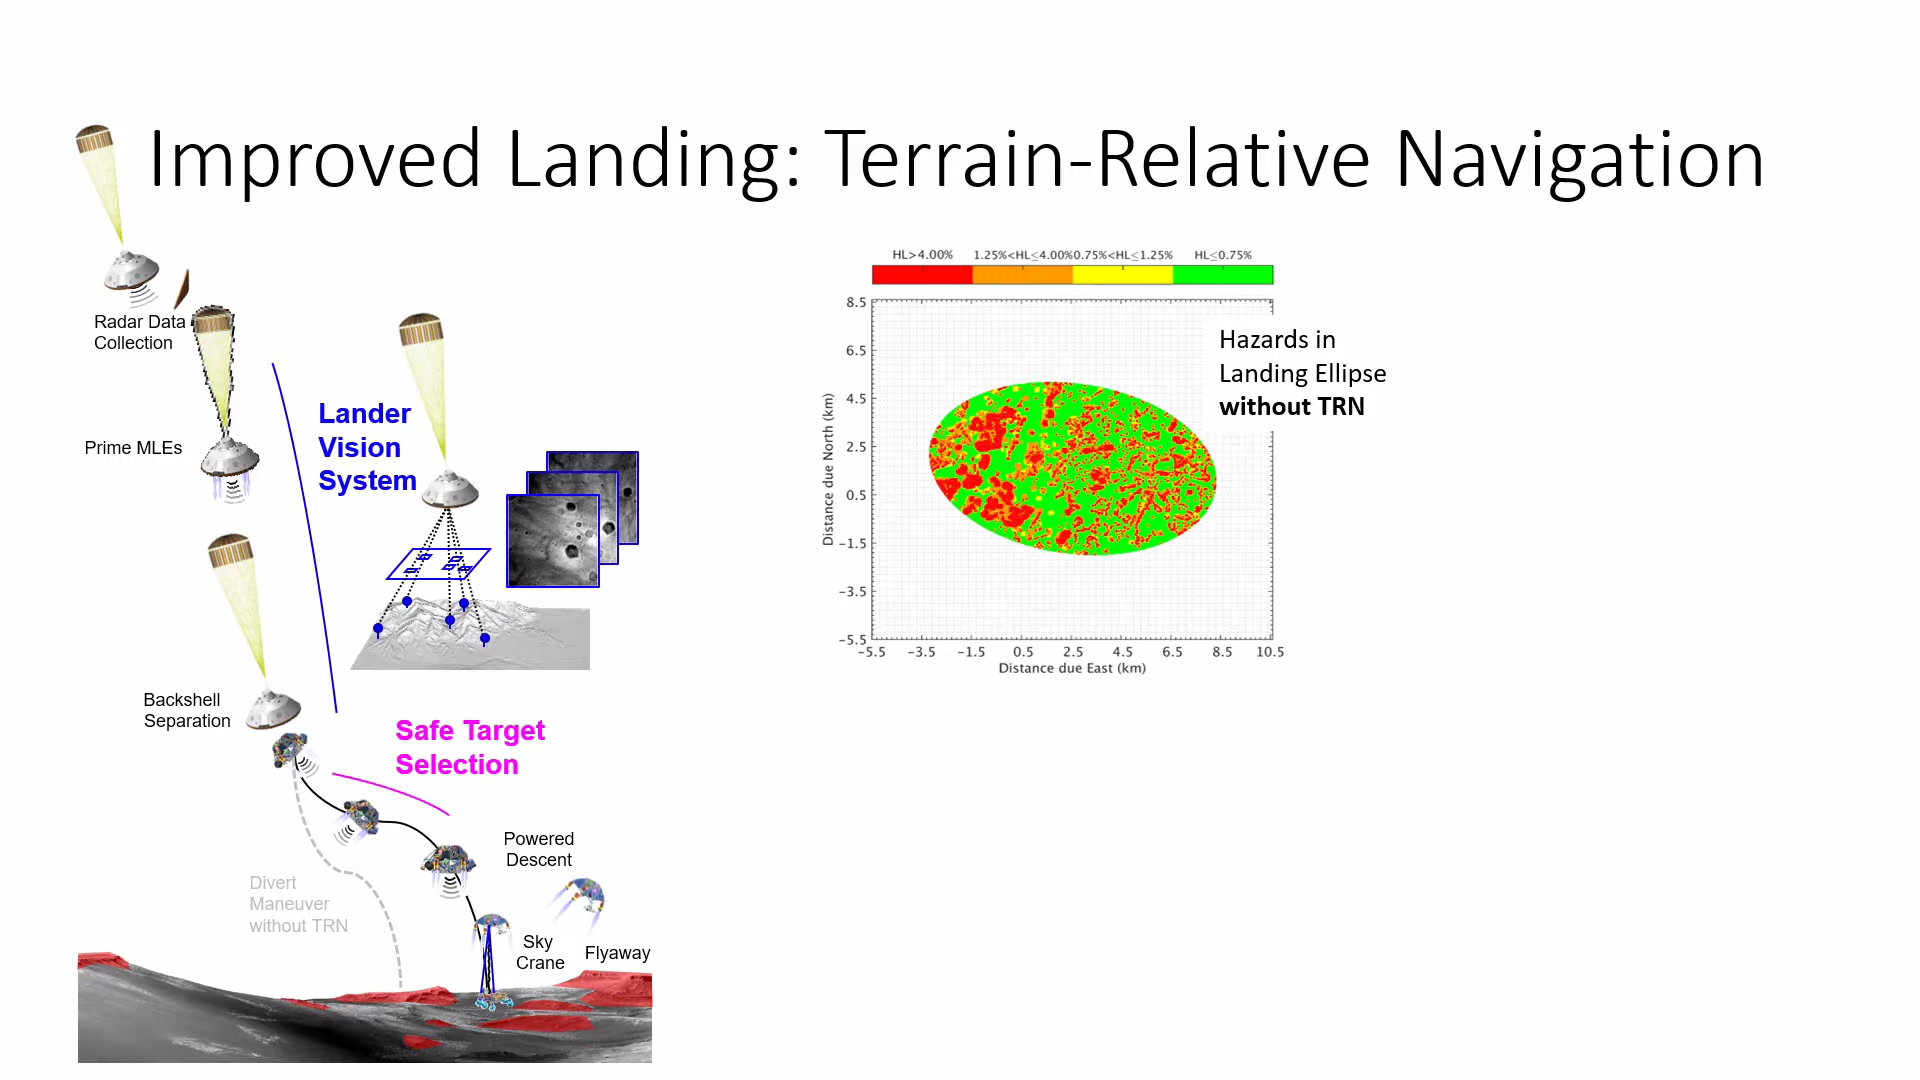 Improved Landing: Terrain-Relative Navigation
Radar Data
Collection
Prime MLEs
Lander
Vision
System
Backshell
Separation
Safe Target
Selection
Powered
Descent
Divert
Maneuver
without TRN
Sky
Crane
Flyaway
HL>4.00% 1.25%<HL≤4.00% 0.75%<HL≤1.25% HL≤0.75%
8.5
6.5
4.5
2.5
0.5
−1.5
−3.5
−5.5
Distance due North (km)
−5.5 −3.5 −1.5 0.5 2.5 4.5 6.5 8.5 10.5
Distance due East (km)
Hazards in
Landing Ellipse
without TRN